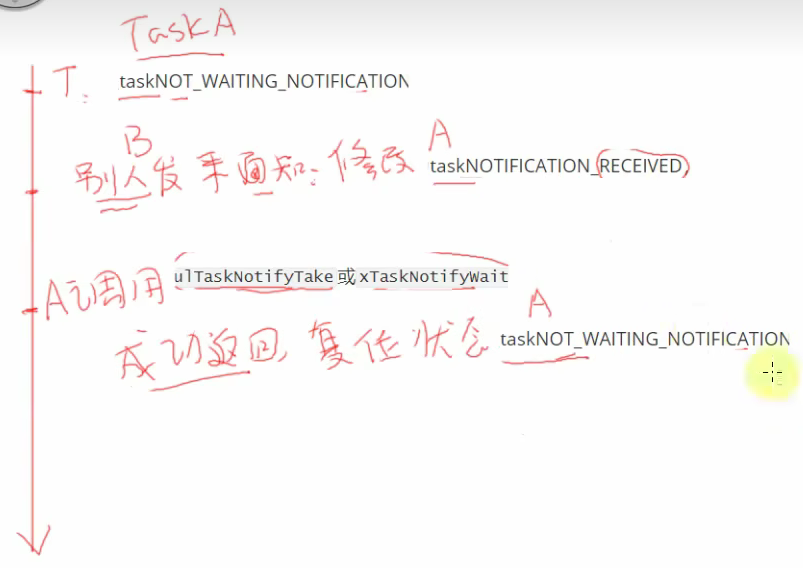 TaskA
T: taskNOT_WAITING_NOTIFICATION
B A
别人发来通知:修改 taskNOTIFICATION_RECEIVED)
A调用 ulTaskNotifyTake或xTaskNotifyWait
A
成功返回,复位状态 taskNOT_WAITING_NOTIFICATION